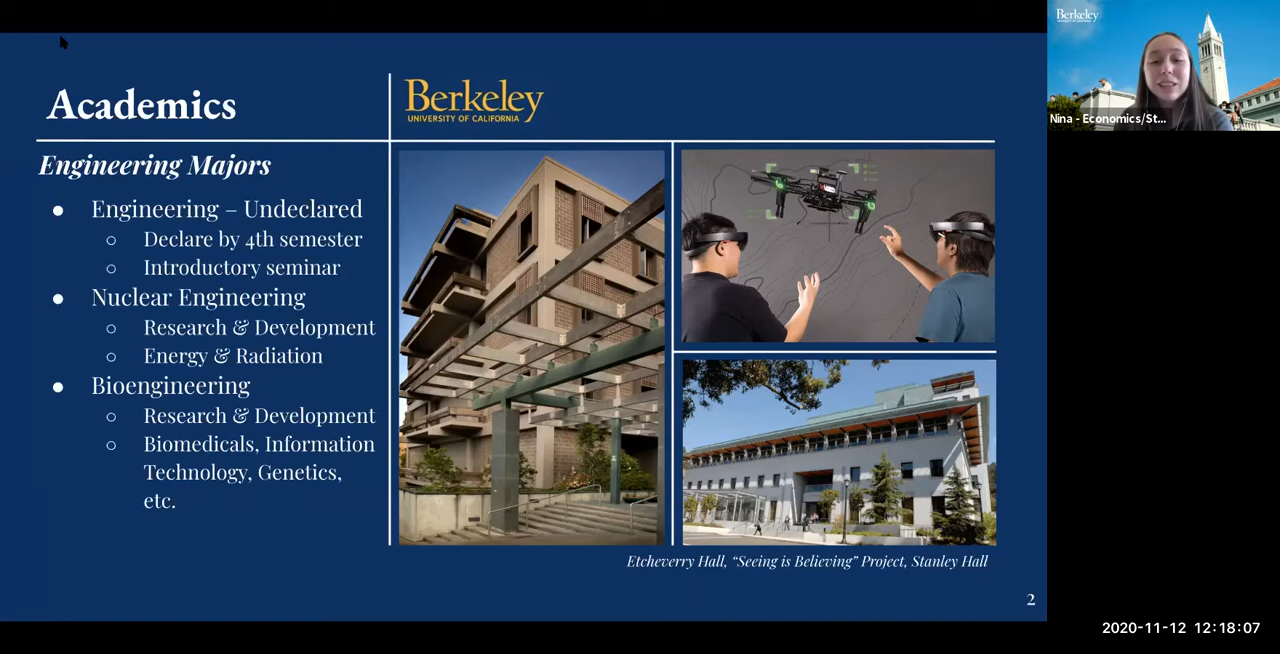 Academics
Berkeley
UNIVERSITY OF CALIFORNIA
Engineering Majors
● Engineering – Undeclared
○ Declare by 4th semester
○ Introductory seminar
● Nuclear Engineering
○ Research & Development
○ Energy & Radiation
● Bioengineering
○ Research & Development
○ Biomedicals, Information
Technology, Genetics,
etc.
Etcheverry Hall, “Seeing is Believing” Project, Stanley Hall
2
Berkeley
Nina - Economics/St...
2020-11-12 12:18:07